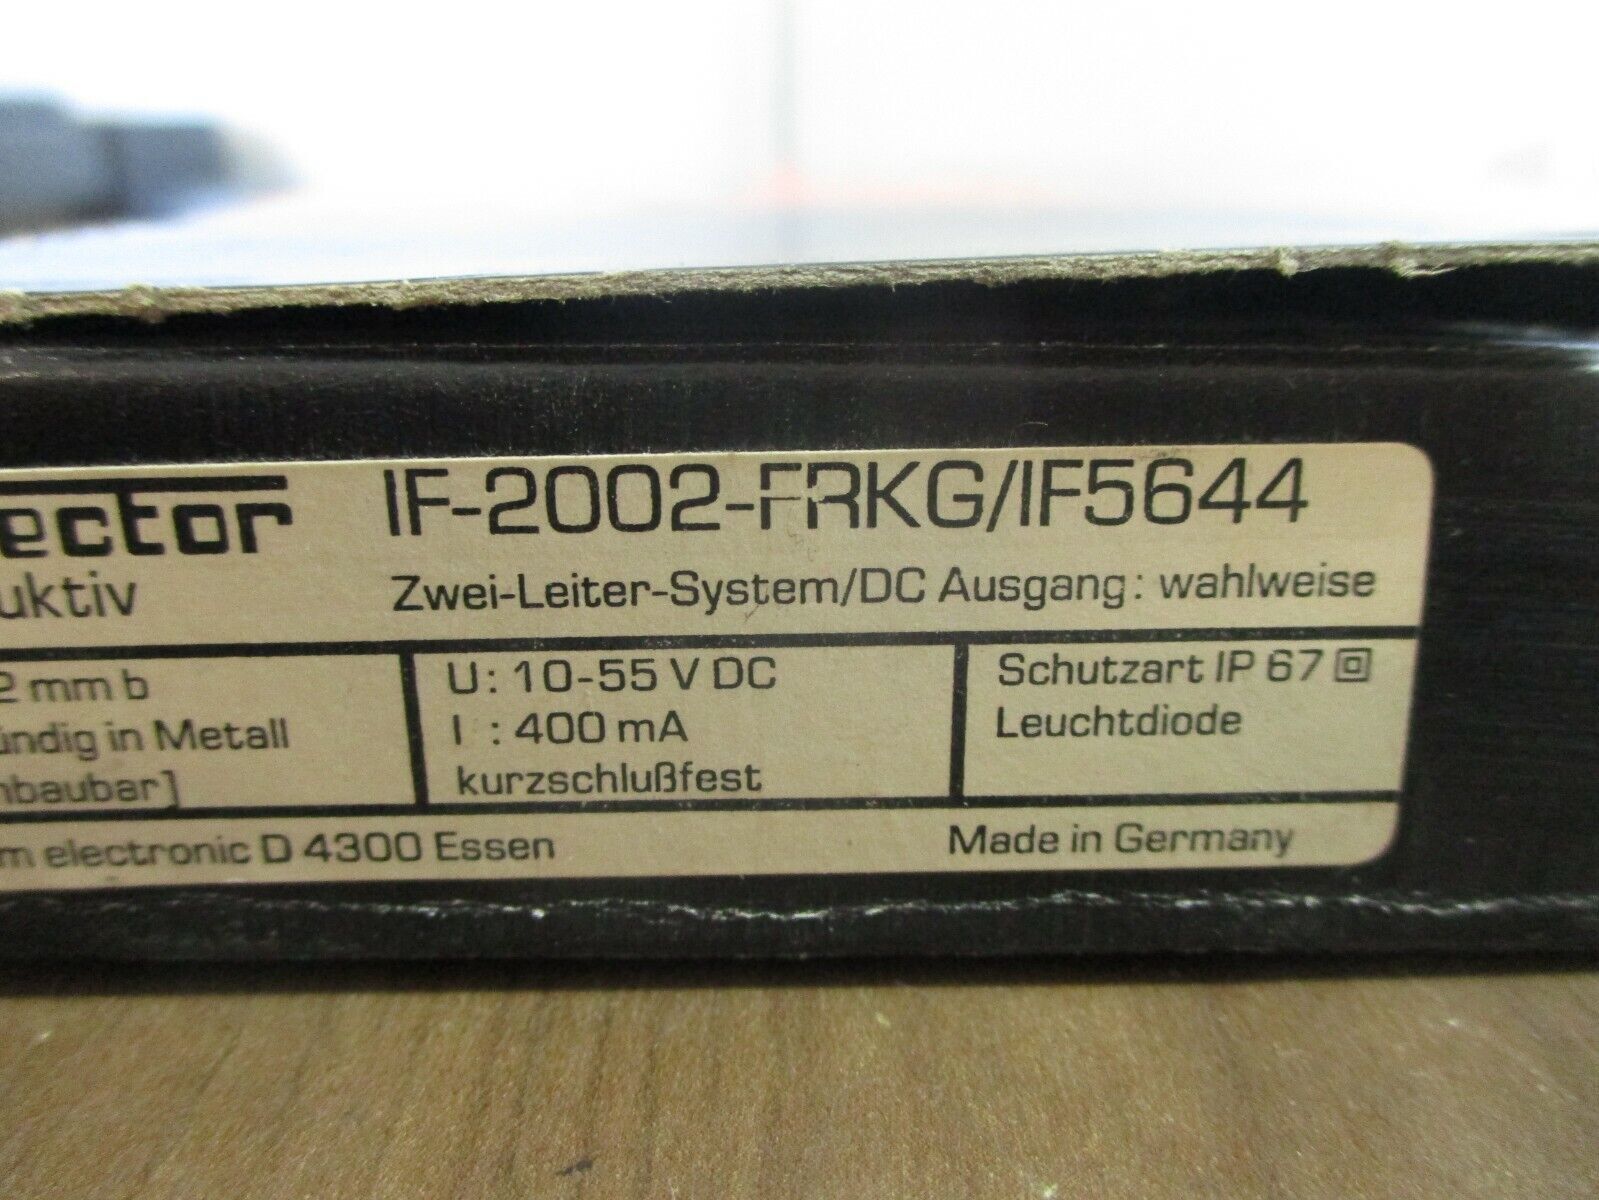 ector IF-2002-FRKG/IF5644
uktiv Zwei-Leiter-System/DC Ausgang: wahlweise
2 mm b
ündig in Metall
nbaubar]
U: 10-55 V DC
I : 400 mA
kurzschlußfest
Schutzart IP 67
Leuchtdiode
m electronic D 4300 Essen Made in Germany